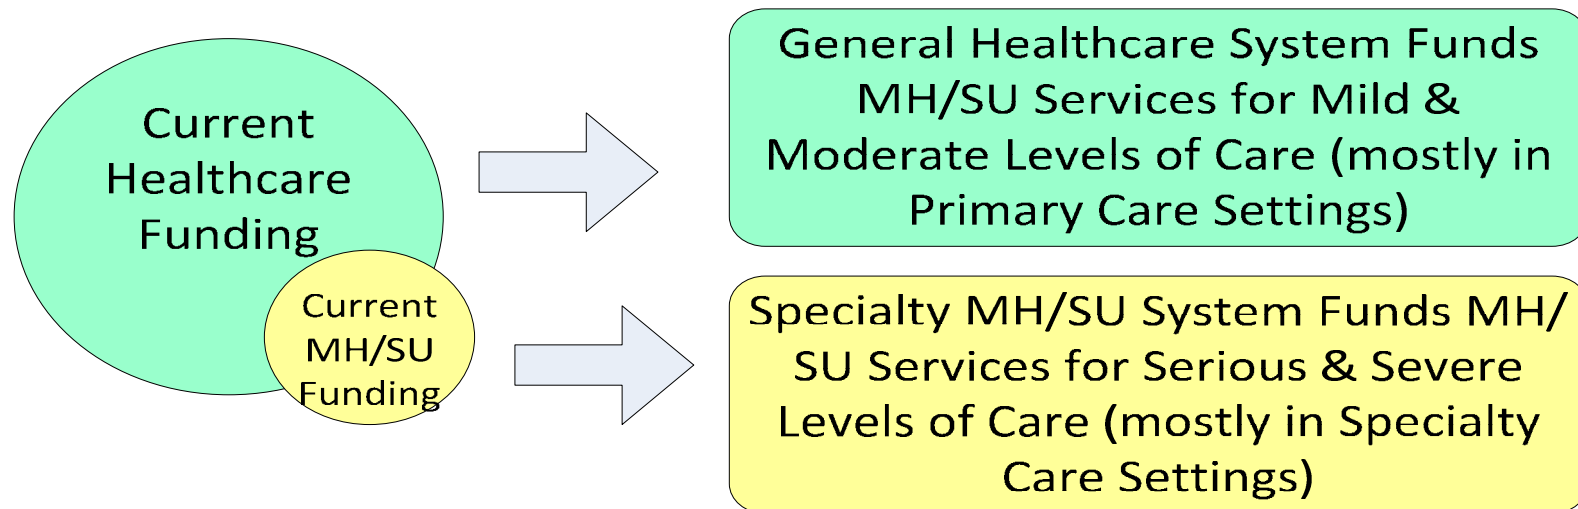 Current
Healthcare
Funding
Current
MH/SU
Funding
General Healthcare System Funds
MH/SU Services for Mild &
Moderate Levels of Care (mostly in
Primary Care Settings)
Specialty MH/SU System Funds MH/
SU Services for Serious & Severe
Levels of Care (mostly in Specialty
Care Settings)